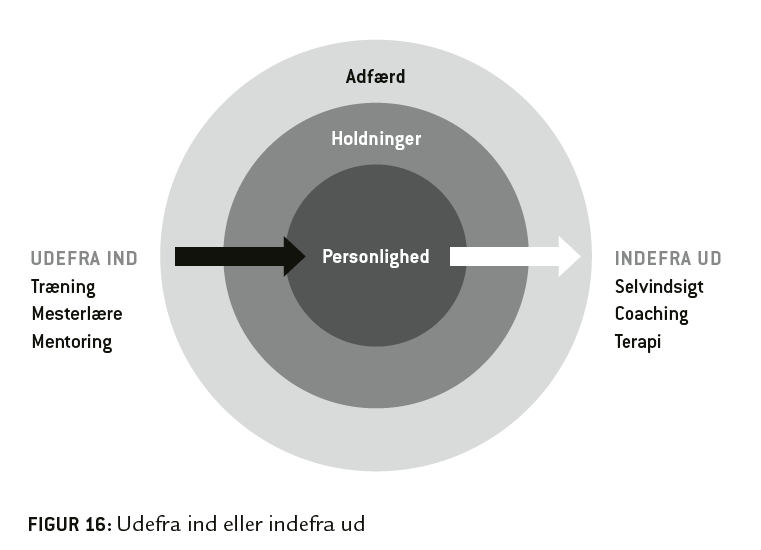 Adfærd
Holdninger
Personlighed
UDEFRA IND
Træning
Mesterlære
Mentoring
INDEFRA UD
Selvindsigt
Coaching
Terapi
FIGUR 16: Udefra ind eller indefra ud